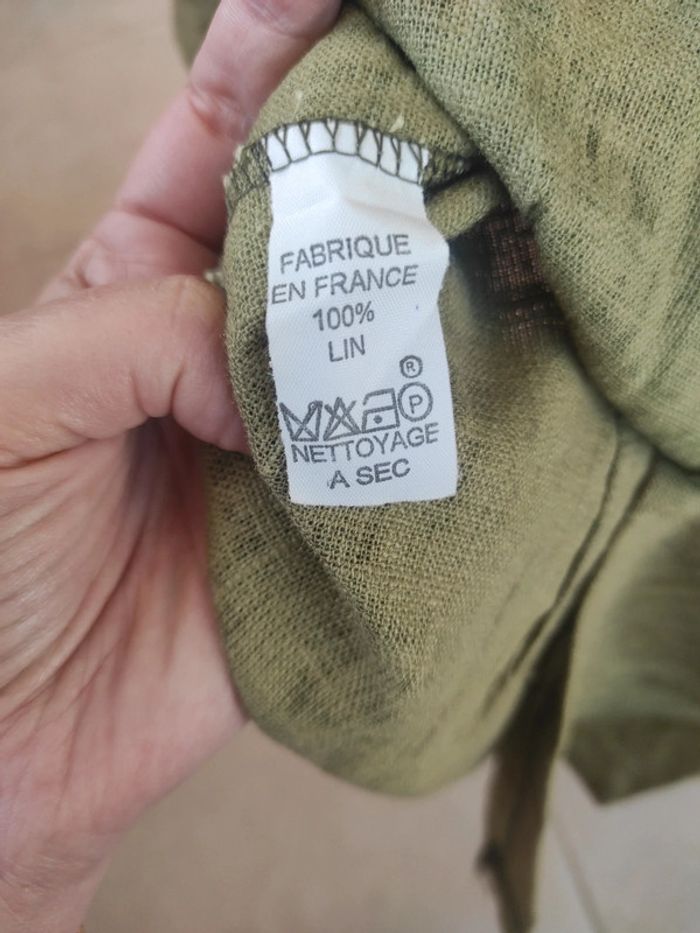 FABRIQUE
EN FRANCE
100%
LIN
®
P
NETTOYAGE
A SEC